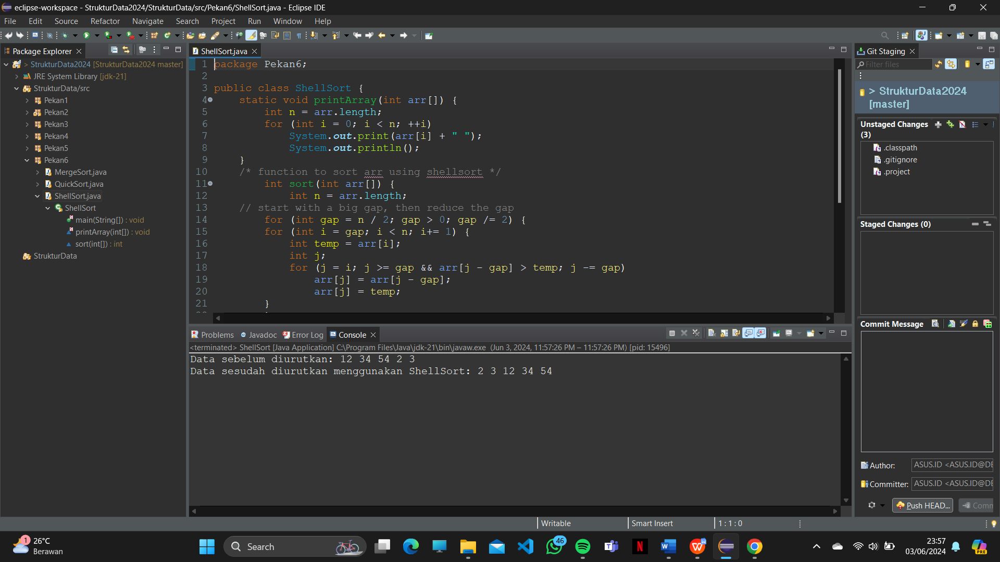 eclipse-workspace - StrukturData2024/StrukturData/src/Pekan6/ShellSort.java - Eclipse IDE
File Edit Source Refactor Navigate Search Project Run Window Help
Package Explorer
> StrukturData2024 [StrukturData2024 master]
JRE System Library [jdk-21]
StrukturData/src
Pekan1
Pekan2
Pekan3
Pekan4
Pekan5
Pekan6
MergeSort.java
QuickSort.java
ShellSort.java
ShellSort
main(String[]) : void
printArray(int[]) : void
sort(int[]) : int
StrukturData
ShellSort.java
1 package Pekan6;
2
3 public class ShellSort {
4 static void printArray(int arr[]) {
5 int n = arr.length;
6 for (int i = 0; i < n; ++i)
7 System.out.print(arr[i] + " ");
8 System.out.println();
9 }
10 /* function to sort arr using shellsort */
11 int sort(int arr[]) {
12 int n = arr.length;
13 // start with a big gap, then reduce the gap
14 for (int gap = n / 2; gap > 0; gap /= 2) {
15 for (int i = gap; i < n; i+= 1) {
16 int temp = arr[i];
17 int j;
18 for (j = i; j >= gap && arr[j - gap] > temp; j -= gap)
19 arr[j] = arr[j - gap];
20 arr[j] = temp;
21 }
Problems Javadoc Error Log Console
<terminated> ShellSort [Java Application] C:\Program Files\Java\jdk-21\bin\javaw.exe (Jun 3, 2024, 11:57:26 PM – 11:57:26 PM) [pid: 15496]
Data sebelum diurutkan: 12 34 54 2 3
Data sesudah diurutkan menggunakan ShellSort: 2 3 12 34 54
Git Staging
Filter files
> StrukturData2024
[master]
Unstaged Changes
(3)
.classpath
.gitignore
.project
Staged Changes (0)
Commit Message
Author: ASUS.ID <ASUS.ID@DE
Committer: ASUS.ID <ASUS.ID@DE
Push HEAD... Comm
Writable Smart Insert 1 : 1 : 0
1
26°C
Berawan
Search
46
23:57
03/06/2024
PRE